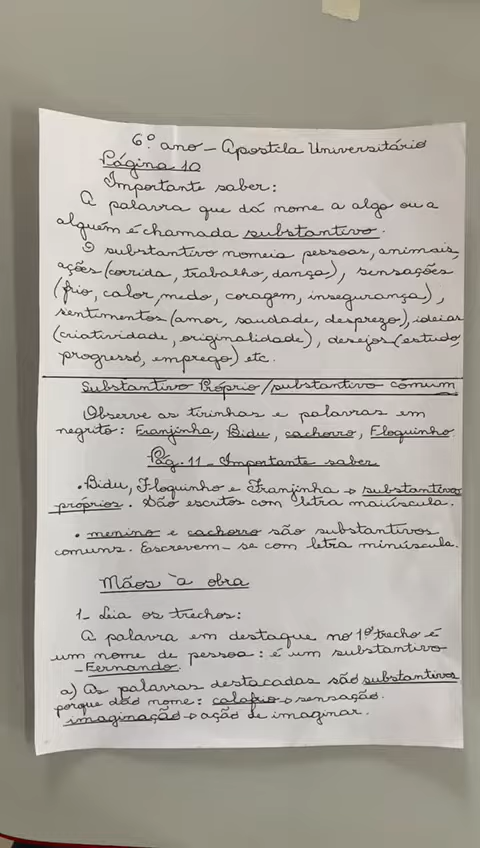 6º ano - Apostila Universitário
Página 10
Importante saber:
A palavra que dá nome a algo ou a
alguém é chamada substantivo.
O substantivo nomeia pessoas, animais,
ações (corrida, trabalho, dança), sensações
(frio, calor, medo, coragem, insegurança),
sentimentos (amor, saudade, desprezo), ideias
(criatividade, originalidade), desejos (estudo,
progresso, emprego) etc.
Substantivo Próprio/substantivo comum
Observe as tirinhas e palavras em
negrito: Franjinha, Bidu, cachorro, Floquinho
Pág. 11 - Importante saber
• Bidu, Floquinho e Franjinha → substantivos
próprios. São escritos com letra maiúscula.
• menino e cachorro são substantivos
comuns. Escrevem-se com letra minúscula.
Mãos à obra
1- Leia os trechos:
A palavra em destaque no 1º trecho é
um nome de pessoa: é um substantivo
- Fernando.
a) As palavras destacadas são substantivos
porque dão nome: calafrio → sensação.
imaginação → ação de imaginar.